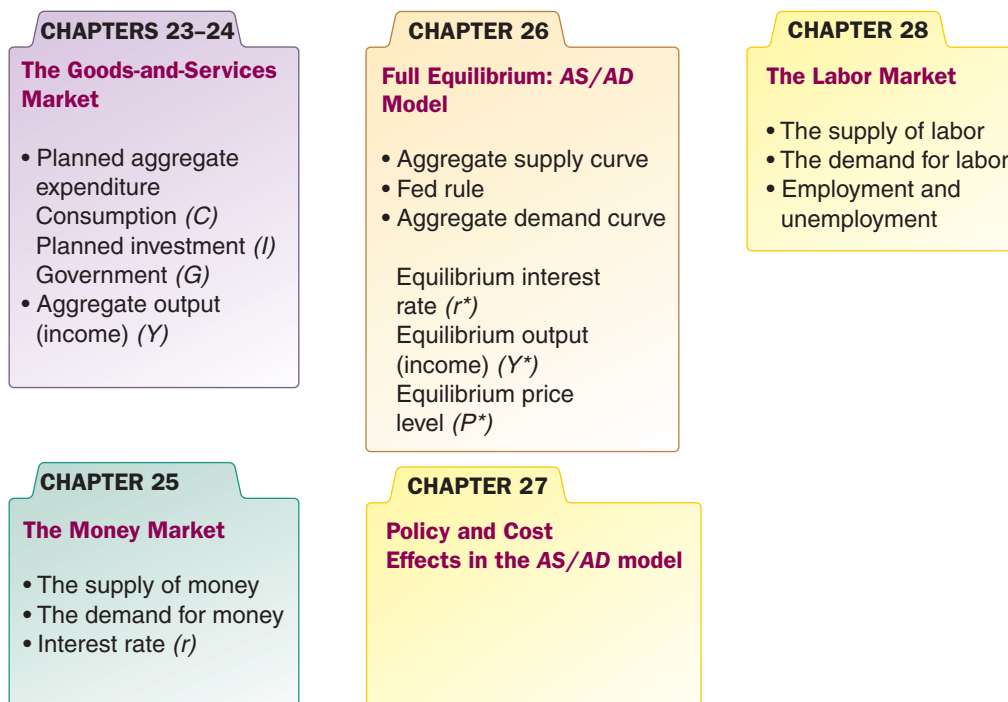 CHAPTERS 23–24
The Goods-and-Services
Market
• Planned aggregate
expenditure
Consumption (C)
Planned investment (I)
Government (G)
• Aggregate output
(income) (Y)
CHAPTER 26
Full Equilibrium: AS/AD
Model
• Aggregate supply curve
• Fed rule
• Aggregate demand curve
Equilibrium interest
rate (r*)
Equilibrium output
(income) (Y*)
Equilibrium price
level (P*)
CHAPTER 28
The Labor Market
• The supply of labor
• The demand for labor
• Employment and
unemployment
CHAPTER 25
The Money Market
• The supply of money
• The demand for money
• Interest rate (r)
CHAPTER 27
Policy and Cost
Effects in the AS/AD model